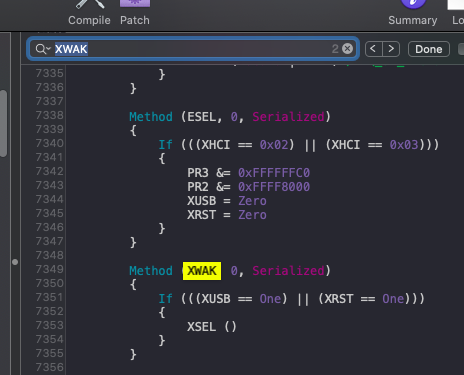 Compile Patch Summary
XWAK 2 Done
7335 }
7336 }
7337
7338 Method (ESEL, 0, Serialized)
7339 {
7340 If (((XHCI == 0x02) || (XHCI == 0x03)))
7341 {
7342 PR3 &= 0xFFFFFFC0
7343 PR2 &= 0xFFFF8000
7344 XUSB = Zero
7345 XRST = Zero
7346 }
7347 }
7348
7349 Method (XWAK 0, Serialized)
7350 {
7351 If (((XUSB == One) || (XRST == One)))
7352 {
7353 XSEL ()
7354 }
7355 }
7356